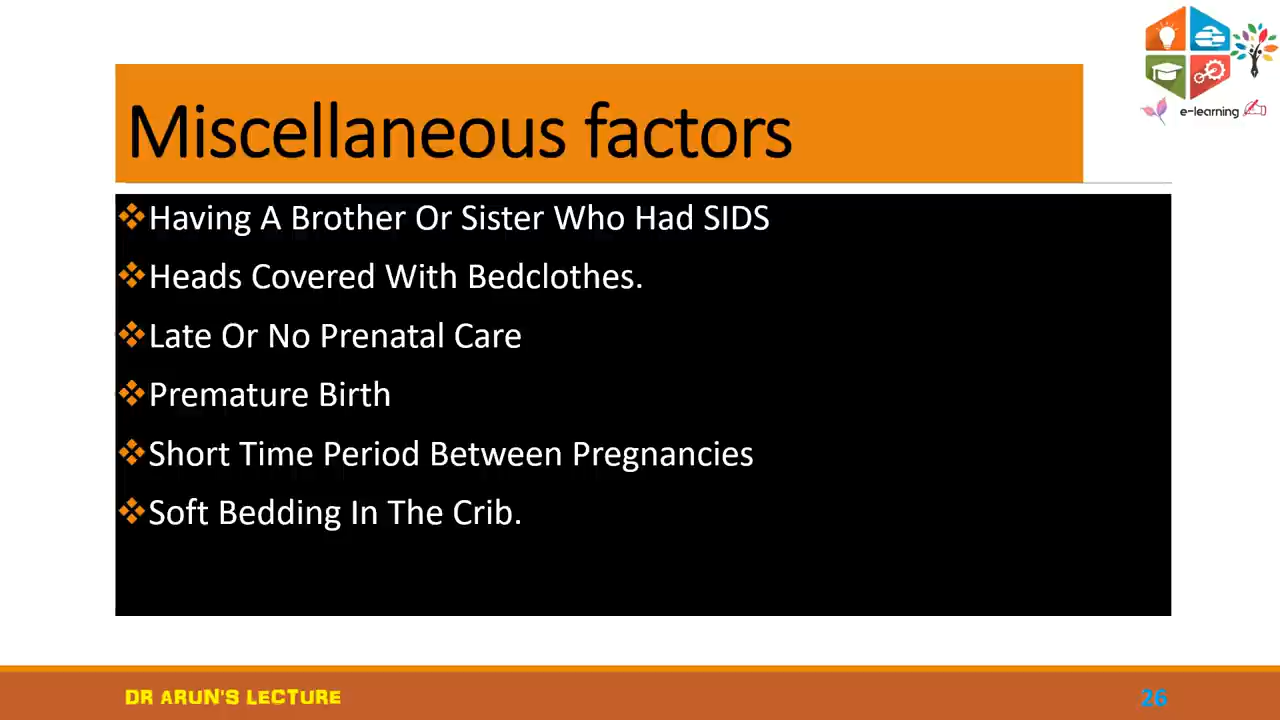 e-learning
Miscellaneous factors
❖Having A Brother Or Sister Who Had SIDS
❖Heads Covered With Bedclothes.
❖Late Or No Prenatal Care
❖Premature Birth
❖Short Time Period Between Pregnancies
❖Soft Bedding In The Crib.
DR ARUN'S LECTURE
26